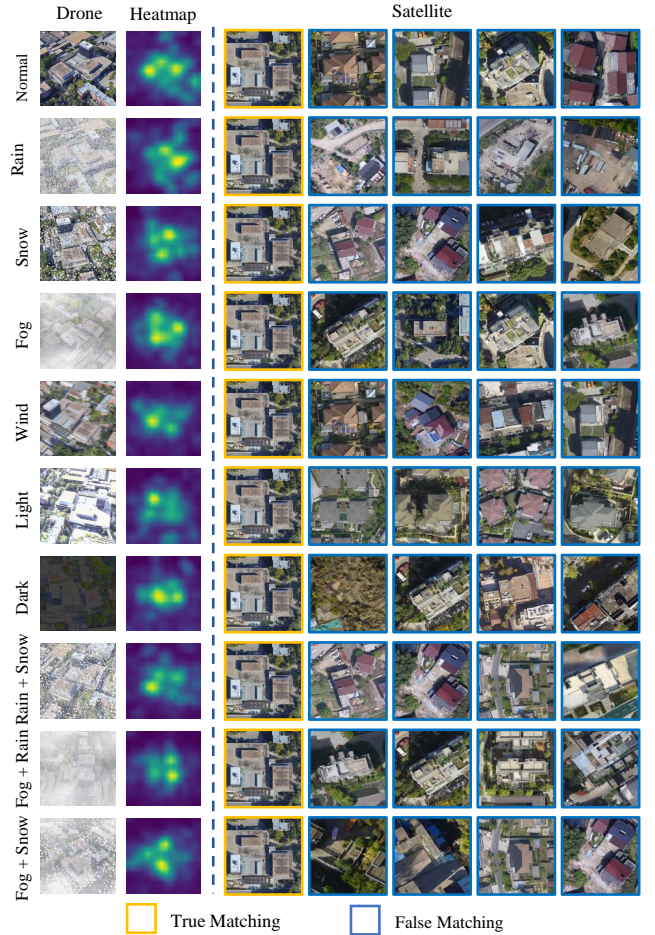 Drone Heatmap Satellite
Normal
Rain
Snow
Fog
Wind
Light
Dark
Rain + Snow
Fog + Rain
Fog + Snow
True Matching False Matching